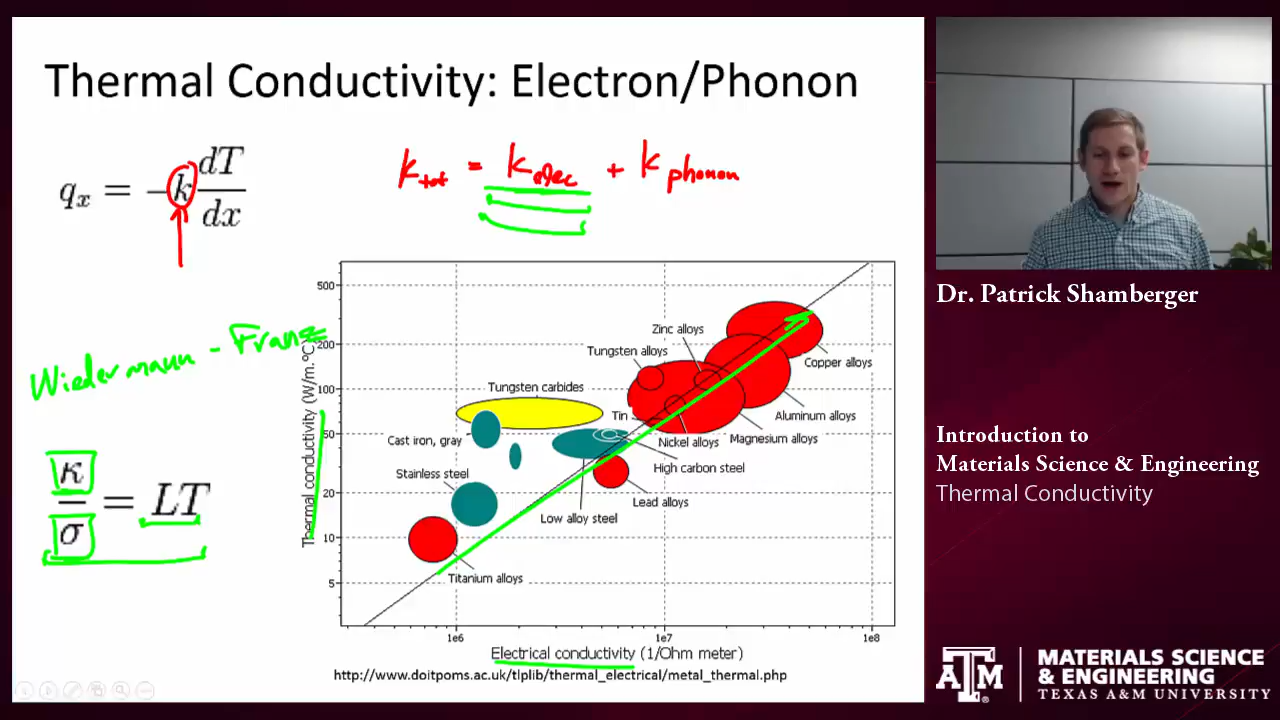 Thermal Conductivity: Electron/Phonon
q_x = -k dT/dx
k_tot = k_elec + k_phonon
Wiedermann - Franz
κ/σ = LT
Thermal conductivity (W/m.°C)
500
200
100
50
20
10
5
Zinc alloys
Tungsten alloys
Copper alloys
Tungsten carbides
Tin
Aluminum alloys
Cast iron, gray
Nickel alloys
Magnesium alloys
Stainless steel
High carbon steel
Lead alloys
Low alloy steel
Titanium alloys
1e6 1e7 1e8
Electrical conductivity (1/Ohm meter)
http://www.doitpoms.ac.uk/tlplib/thermal_electrical/metal_thermal.php
Dr. Patrick Shamberger
Introduction to
Materials Science & Engineering
Thermal Conductivity
ATM
MATERIALS SCIENCE
& ENGINEERING
TEXAS A&M UNIVERSITY